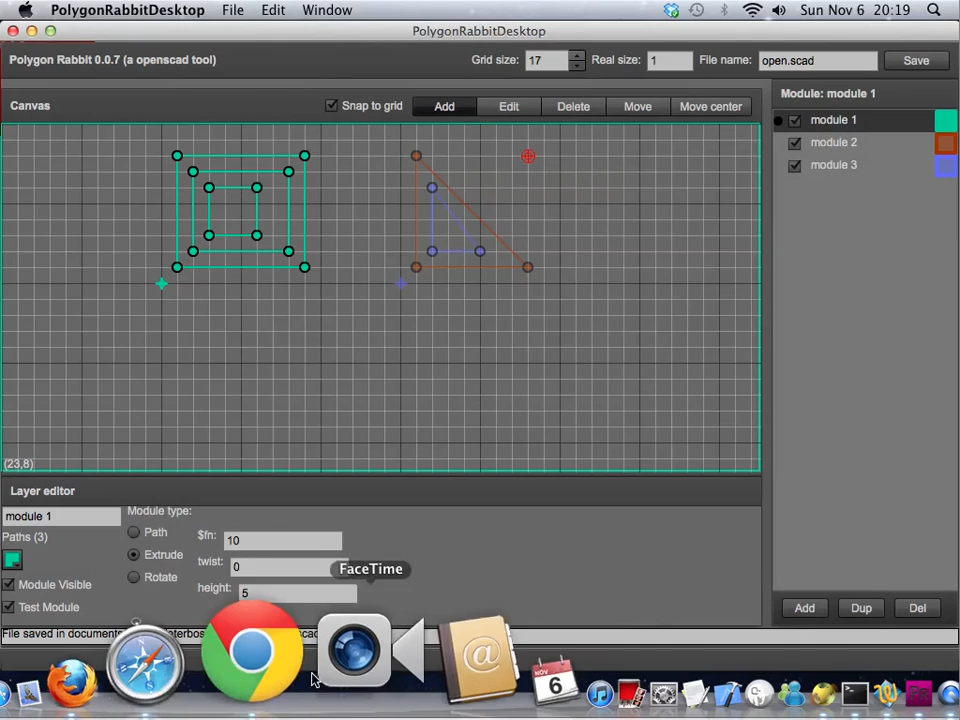 PolygonRabbitDesktop File Edit Window Sun Nov 6 20:19
PolygonRabbitDesktop
Polygon Rabbit 0.0.7 (a openscad tool) Grid size: 17 Real size: 1 File name: open.scad Save
Canvas Snap to grid Add Edit Delete Move Move center
Module: module 1
module 1
module 2
module 3
(23,8)
Layer editor
module 1
Paths (3)
Module Visible
Test Module
Module type:
Path
Extrude
Rotate
$fn: 10
twist: 0
height: 5
FaceTime
Add Dup Del
File saved in documents
NOV
6
@